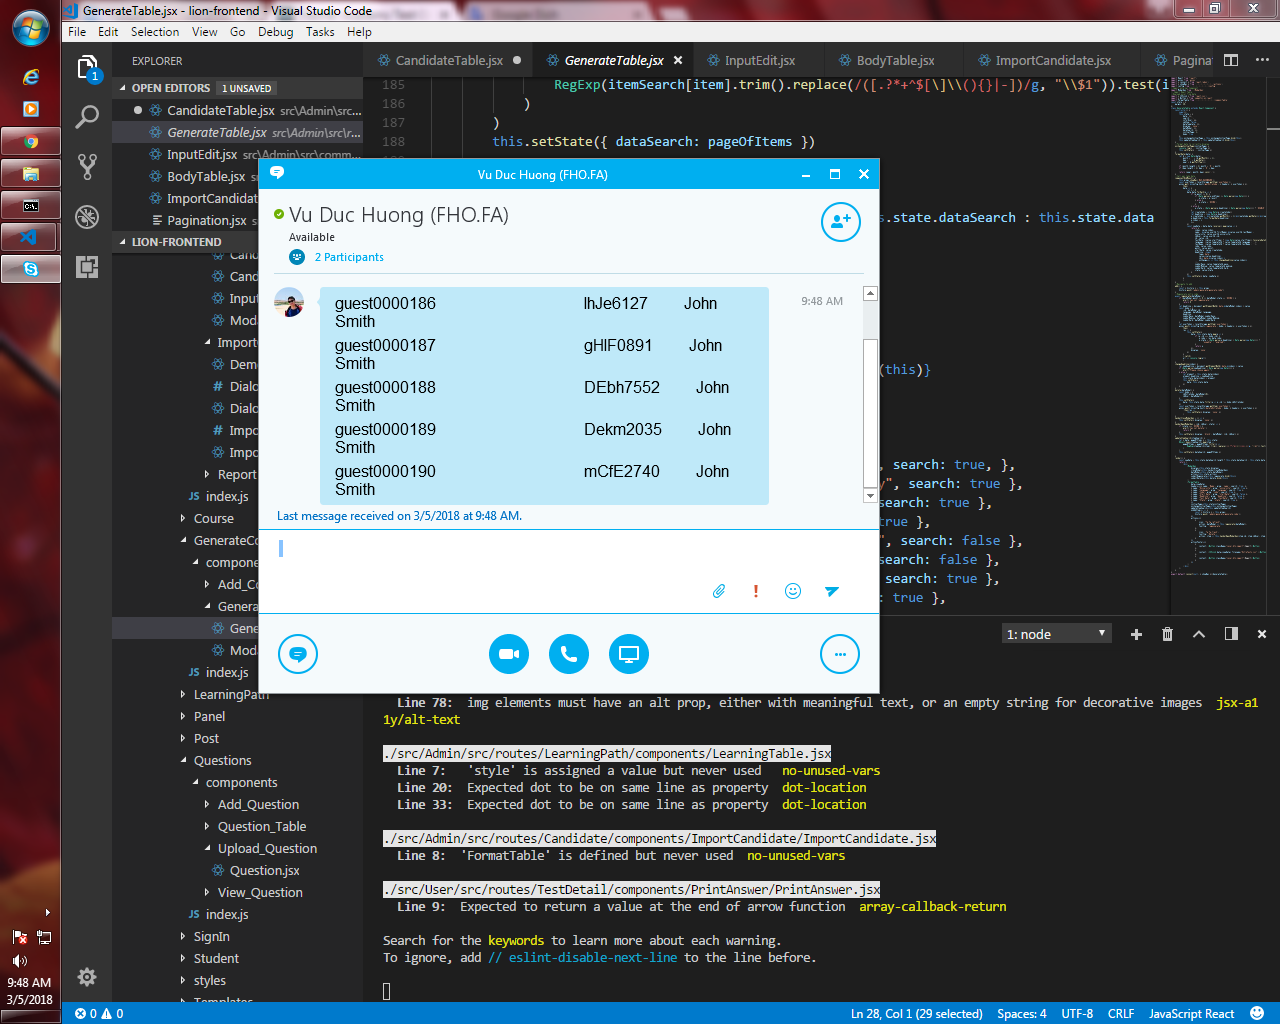 GenerateTable.jsx - lion-frontend - Visual Studio Code
File Edit Selection View Go Debug Tasks Help
EXPLORER
OPEN EDITORS 1 UNSAVED
CandidateTable.jsx src\Admin\src...
GenerateTable.jsx src\Admin\src\r...
InputEdit.jsx src\Admin\src\comm...
BodyTable.jsx src\Admin\src\com...
ImportCandida
Pagination.jsx s
LION-FRONTEND
Candi
Cand
Input
Moda
Import
Dem
# Dialo
Dialo
# Impo
Impo
Report
JS index.js
Course
GenerateCo
compone
Add_Co
Genera
Gene
Moda
JS index.js
LearningPath
Panel
Post
Questions
components
Add_Question
Question_Table
Upload_Question
Question.jsx
View_Question
JS index.js
SignIn
Student
styles
Templates
CandidateTable.jsx GenerateTable.jsx InputEdit.jsx BodyTable.jsx ImportCandidate.jsx Pagina
185 RegExp(itemSearch[item].trim().replace(/([.?*+^$[\]\\(){}|-])/g, "\\$1")).test(i
186 )
187 )
188 this.setState({ dataSearch: pageOfItems })
s.state.dataSearch : this.state.data
(this)}
, search: true, },
y", search: true },
search: true },
true },
", search: false },
search: false },
search: true },
: true },
Vu Duc Huong (FHO.FA)
Vu Duc Huong (FHO.FA)
Available
2 Participants
guest0000186 lhJe6127 John
Smith
guest0000187 gHlF0891 John
Smith
guest0000188 DEbh7552 John
Smith
guest0000189 Dekm2035 John
Smith
guest0000190 mCfE2740 John
Smith
9:48 AM
Last message received on 3/5/2018 at 9:48 AM.
1: node
Line 78: img elements must have an alt prop, either with meaningful text, or an empty string for decorative images jsx-a1
1y/alt-text
./src/Admin/src/routes/LearningPath/components/LearningTable.jsx
Line 7: 'style' is assigned a value but never used no-unused-vars
Line 20: Expected dot to be on same line as property dot-location
Line 33: Expected dot to be on same line as property dot-location
./src/Admin/src/routes/Candidate/components/ImportCandidate/ImportCandidate.jsx
Line 8: 'FormatTable' is defined but never used no-unused-vars
./src/User/src/routes/TestDetail/components/PrintAnswer/PrintAnswer.jsx
Line 9: Expected to return a value at the end of arrow function array-callback-return
Search for the keywords to learn more about each warning.
To ignore, add // eslint-disable-next-line to the line before.
0 0
Ln 28, Col 1 (29 selected) Spaces: 4 UTF-8 CRLF JavaScript React
9:48 AM
3/5/2018